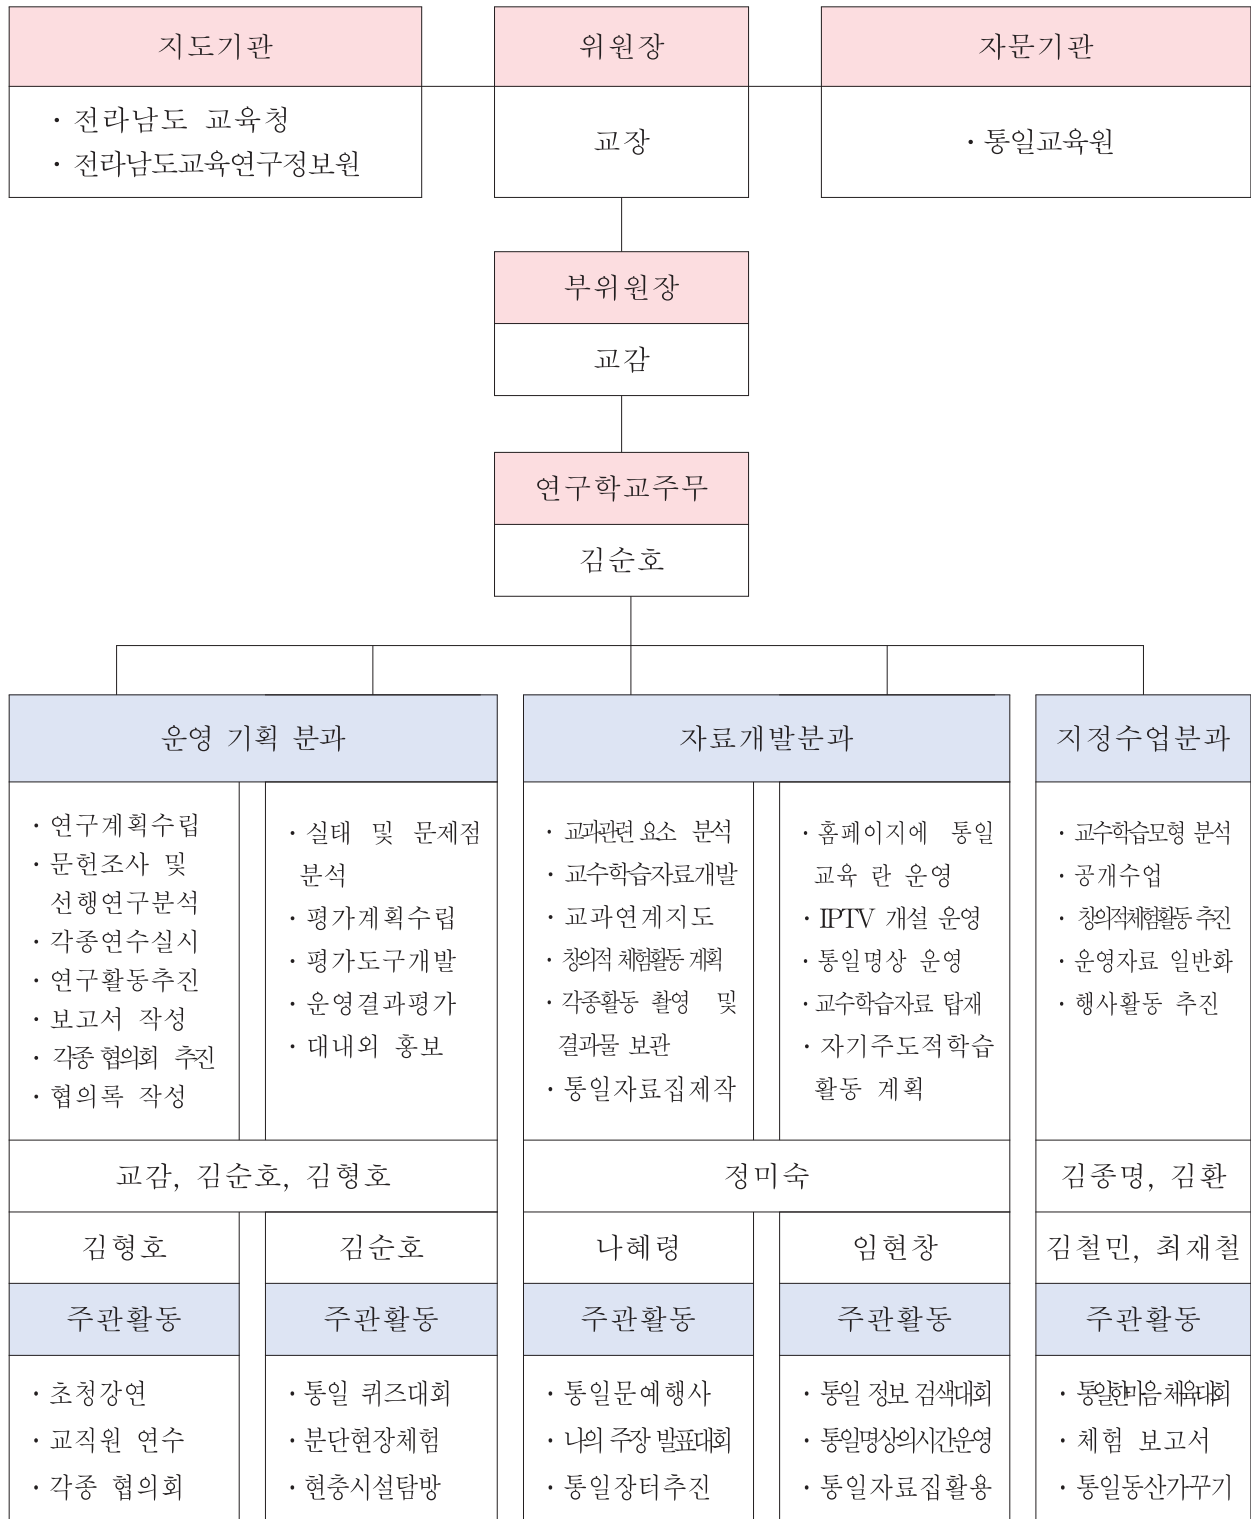 지도기관
위원장
자문기관
· 전라남도 교육청
· 전라남도교육연구정보원
교장
· 통일교육원
부위원장
교감
연구학교주무
김순호
운영 기획 분과
자료개발분과
지정수업분과
· 연구계획수립
· 문헌조사 및
선행연구분석
· 각종연수실시
· 연구활동추진
· 보고서 작성
· 각종 협의회 추진
· 협의록 작성
· 실태 및 문제점
분석
· 평가계획수립
· 평가도구개발
· 운영결과평가
· 대내외 홍보
· 교과관련 요소 분석
· 교수학습자료개발
· 교과연계지도
· 창의적 체험활동 계획
· 각종활동 촬영 및
결과물 보관
· 통일자료집제작
· 홈페이지에 통일
교육 란 운영
· IPTV 개설 운영
· 통일명상 운영
· 교수학습자료 탑재
· 자기주도적학습
활동 계획
· 교수학습모형 분석
· 공개수업
· 창의적체험활동 추진
· 운영자료 일반화
· 행사활동 추진
교감, 김순호, 김형호
정미숙
김종명, 김환
김형호
김순호
나혜령
임현창
김철민, 최재철
주관활동
주관활동
주관활동
주관활동
주관활동
· 초청강연
· 교직원 연수
· 각종 협의회
· 통일 퀴즈대회
· 분단현장체험
· 현충시설탐방
· 통일문예행사
· 나의 주장 발표대회
· 통일장터추진
· 통일 정보 검색대회
· 통일명상의시간운영
· 통일자료집활용
· 통일한마음체육대회
· 체험 보고서
· 통일동산가꾸기